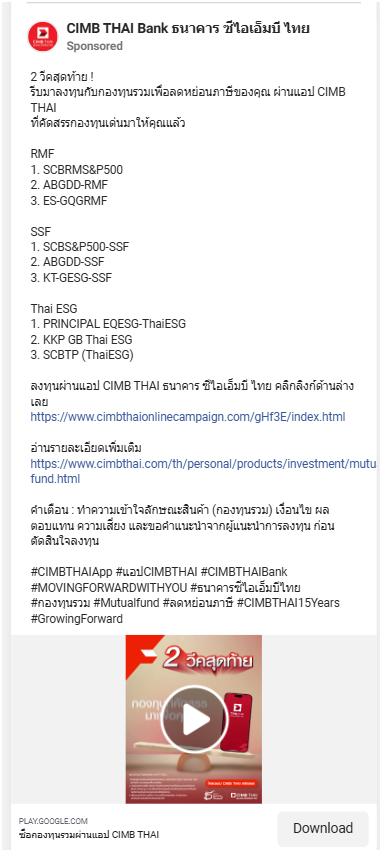 CIMB THAI Bank ธนาคาร ซีไอเอ็มบี ไทย
Sponsored
2 วีคสุดท้าย !
รีบมาลงทุนกับกองทุนรวมเพื่อลดหย่อนภาษีของคุณ ผ่านแอป CIMB
THAI
ที่คัดสรรกองทุนเด่นมาให้คุณแล้ว
RMF
1. SCBRMS&P500
2. ABGDD-RMF
3. ES-GQGRMF
SSF
1. SCBS&P500-SSF
2. ABGDD-SSF
3. KT-GESG-SSF
Thai ESG
1. PRINCIPAL EQESG-ThaiESG
2. KKP GB Thai ESG
3. SCBTP (ThaiESG)
ลงทุนผ่านแอป CIMB THAI ธนาคาร ซีไอเอ็มบี ไทย คลิกลิงก์ด้านล่าง
เลย
https://www.cimbthaionlinecampaign.com/gHf3E/index.html
อ่านรายละเอียดเพิ่มเติม
https://www.cimbthai.com/th/personal/products/investment/mutu
fund.html
คำเตือน : ทำความเข้าใจลักษณะสินค้า (กองทุนรวม) เงื่อนไข ผล
ตอบแทน ความเสี่ยง และขอคำแนะนำจากผู้แนะนำการลงทุน ก่อน
ตัดสินใจลงทุน
#CIMBTHAIApp #แอปCIMBTHAI #CIMBTHAIBank
#MOVINGFORWARDWITHYOU #ธนาคารซีไอเอ็มบีไทย
#กองทุนรวม #Mutualfund #ลดหย่อนภาษี #CIMBTHAI15Years
#GrowingForward
2 วีคสุดท้าย
CIMB THAI
PLAY.GOOGLE.COM
ซื้อกองทุนรวมผ่านแอป CIMB THAI
Download